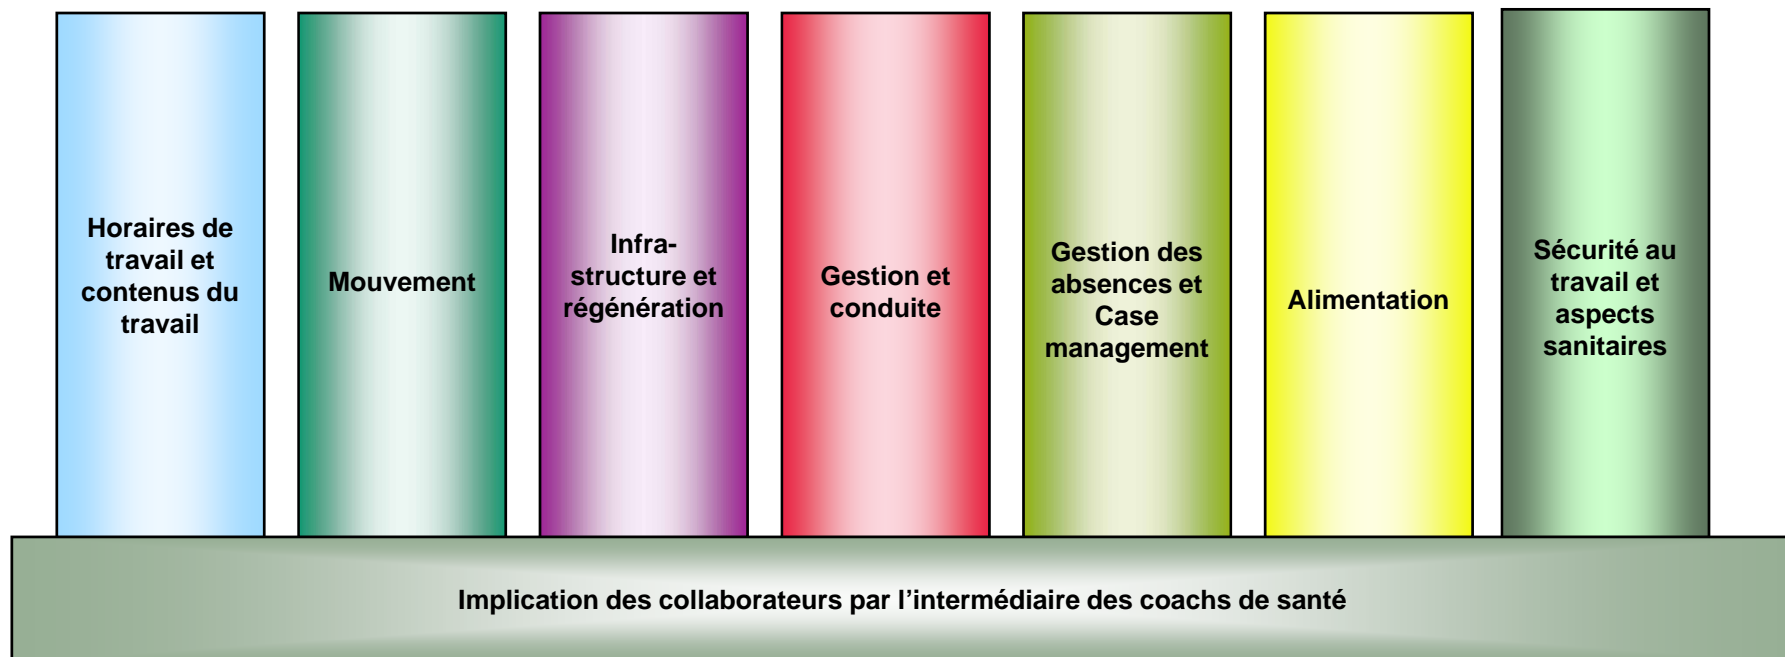 Horaires de
travail et
contenus du
travail
Mouvement
Infra-
structure et
régénération
Gestion et
conduite
Gestion des
absences et
Case
management
Alimentation
Sécurité au
travail et
aspects
sanitaires
Implication des collaborateurs par l’intermédiaire des coachs de santé